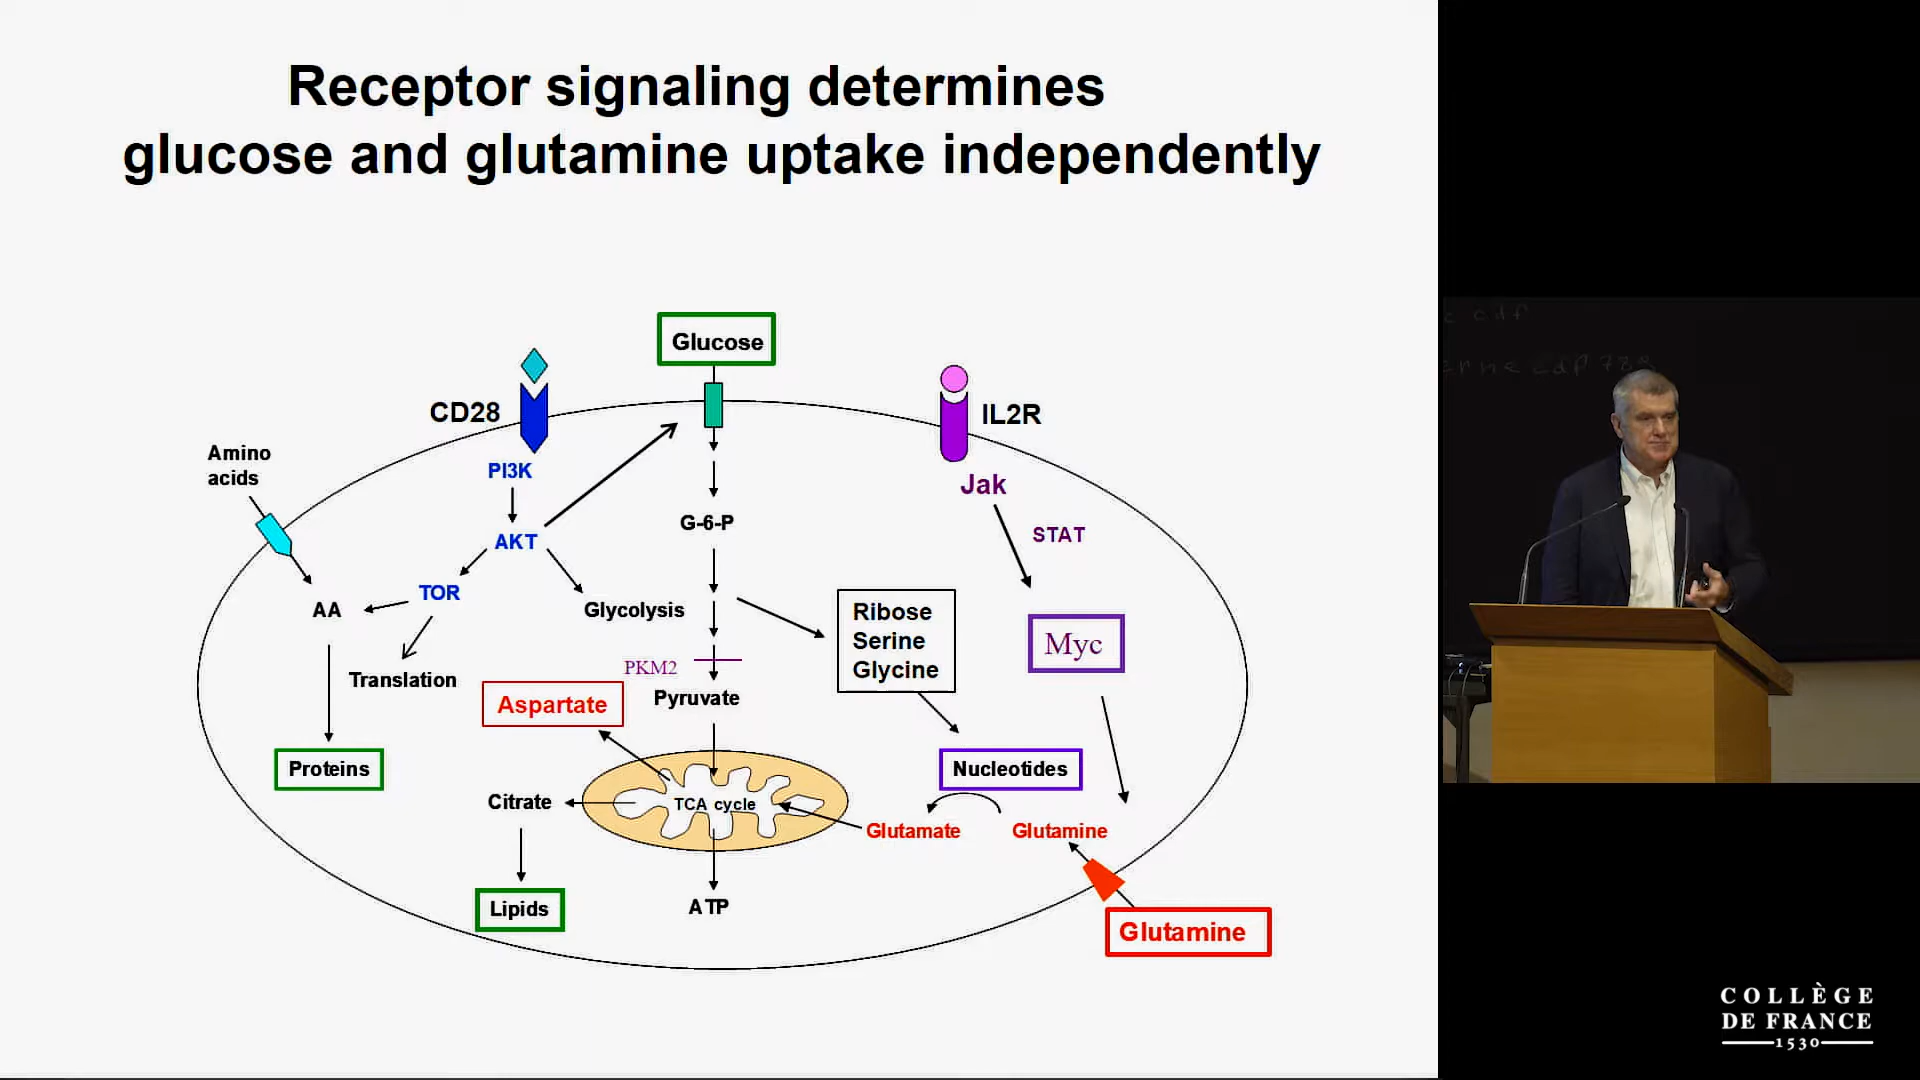 Receptor signaling determines
glucose and glutamine uptake independently
Glucose
CD28
IL2R
Amino
acids
PI3K
Jak
G-6-P
STAT
AKT
TOR
AA
Glycolysis
Ribose
Serine
Glycine
Myc
PKM2
Translation
Pyruvate
Aspartate
Proteins
Nucleotides
Citrate
TCA cycle
Glutamate
Glutamine
Lipids
ATP
Glutamine
c cdf
COLLÈGE
DE FRANCE
1530